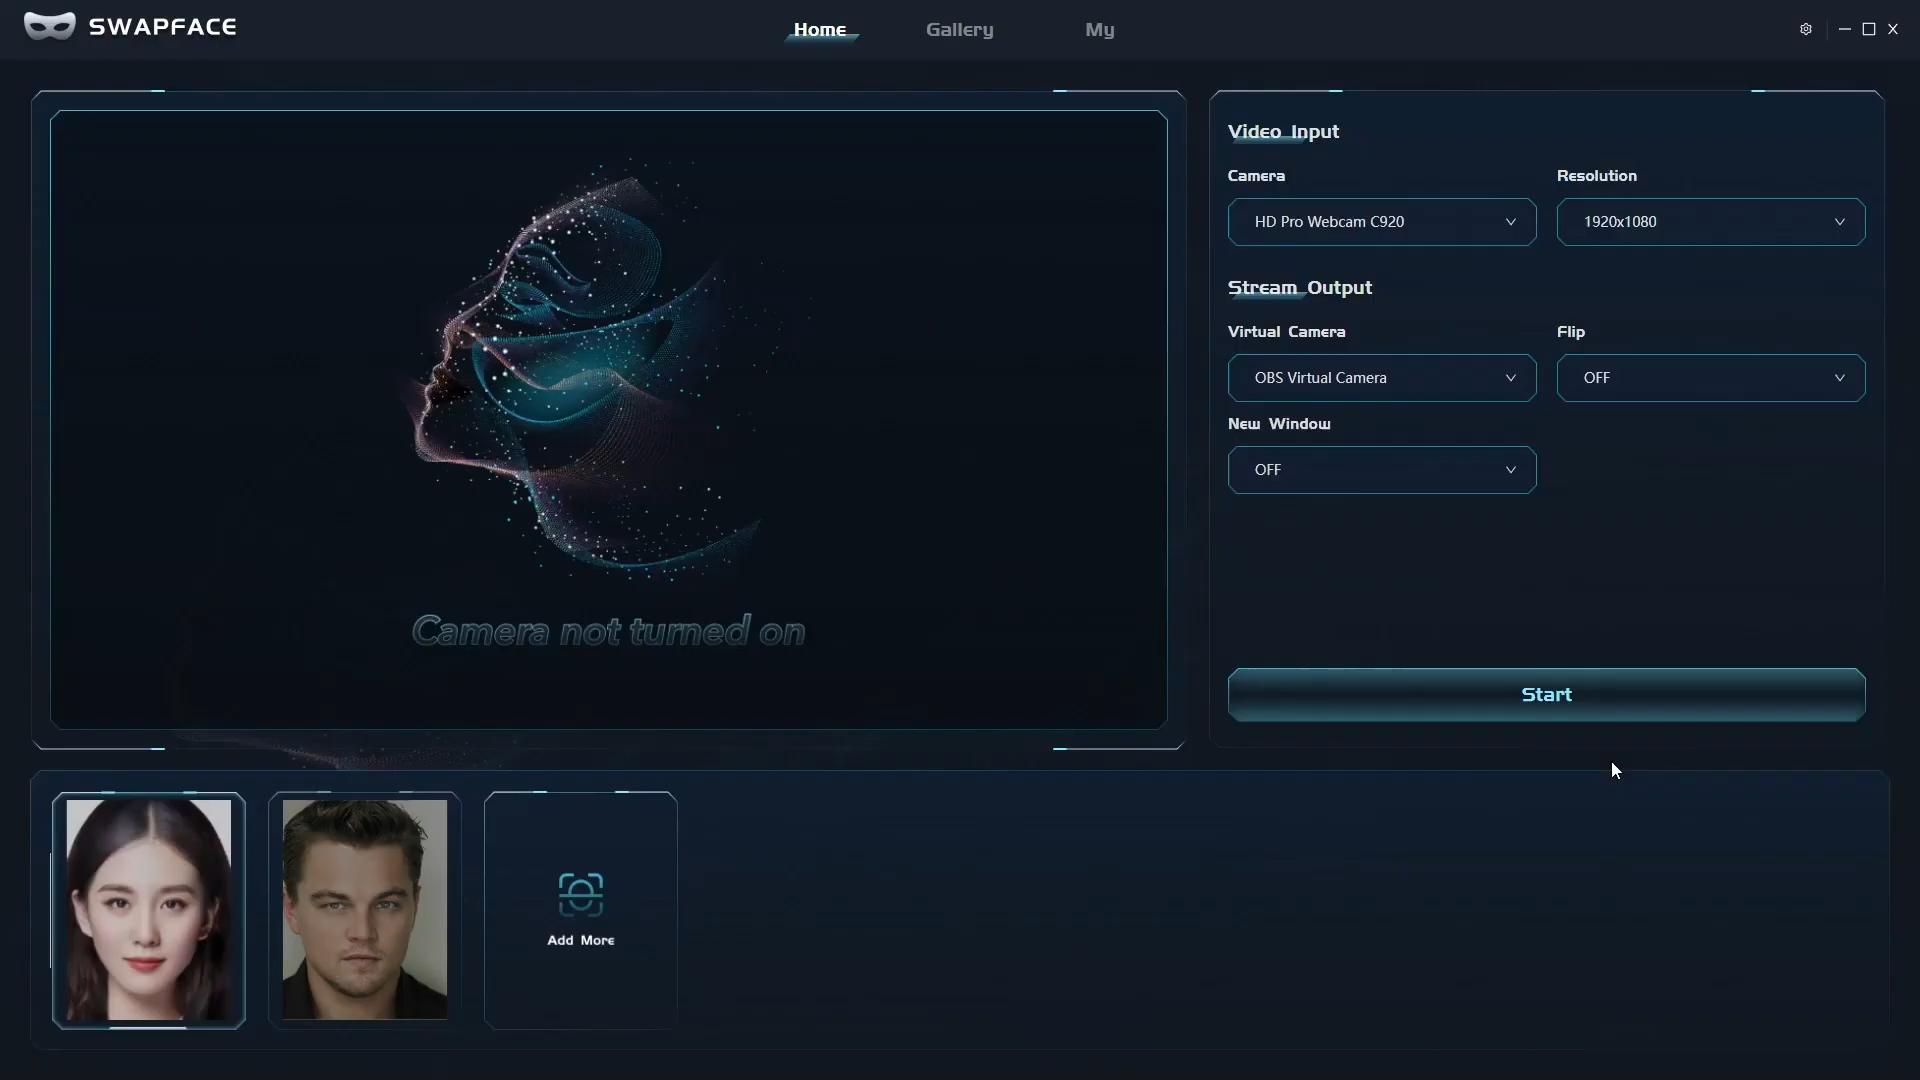 SWAPFACE
Home
Gallery
My
Video Input
Camera
Resolution
HD Pro Webcam C920
1920x1080
Stream Output
Virtual Camera
Flip
OBS Virtual Camera
OFF
New Window
OFF
Camera not turned on
Start
Add More